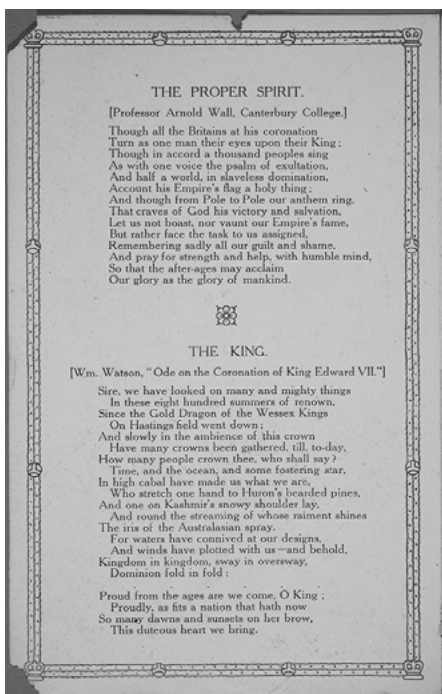 THE PROPER SPIRIT.
[Professor Arnold Wall, Canterbury College.]
Though all the Britains at his coronation
Turn as one man their eyes upon their King;
Though in accord a thousand peoples sing
As with one voice the psalm of exultation,
And half a world, in slaveless domination,
Account his Empire's flag a holy thing;
And though from Pole to Pole our anthem ring,
That craves of God his victory and salvation,
Let us not boast, nor vaunt our Empire's fame,
But rather face the task to us assigned,
Remembering sadly all our guilt and shame,
And pray for strength and help, with humble mind,
So that the after-ages may acclaim
Our glory as the glory of mankind.
THE KING.
[Wm. Watson, "Ode on the Coronation of King Edward VII."]
Sire, we have looked on many and mighty things
In these eight hundred summers of renown,
Since the Gold Dragon of the Wessex Kings
On Hastings field went down;
And slowly in the ambience of this crown
Have many crowns been gathered, till, to-day,
How many people crown thee, who shall say?
Time, and the ocean, and some fostering star,
In high cabal have made us what we are,
Who stretch one hand to Huron's bearded pines,
And one on Kashmir's snowy shoulder lay,
And round the streaming of whose raiment shines
The iris of the Australasian spray.
For waters have connived at our designs,
And winds have plotted with us—and behold,
Kingdom in kingdom, sway in oversway,
Dominion fold in fold:
. . . . . . . .
Proud from the ages are we come, O King;
Proudly, as fits a nation that hath now
So many dawns and sunsets on her brow,
This duteous heart we bring.